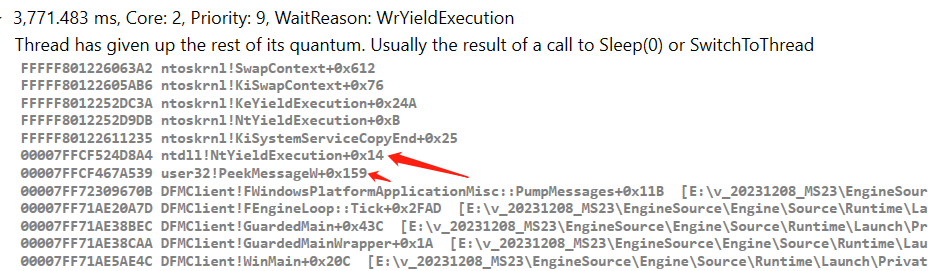 3,771.483 ms, Core: 2, Priority: 9, WaitReason: WrYieldExecution
Thread has given up the rest of its quantum. Usually the result of a call to Sleep(0) or SwitchToThread
FFFFF801226063A2 ntoskrnl!SwapContext+0x612
FFFFF80122605AB6 ntoskrnl!KiSwapContext+0x76
FFFFF8012252DC3A ntoskrnl!KeYieldExecution+0x24A
FFFFF8012252D9DB ntoskrnl!NtYieldExecution+0xB
FFFFF80122611235 ntoskrnl!KiSystemServiceCopyEnd+0x25
00007FFCF524D8A4 ntdll!NtYieldExecution+0x14
00007FFCF467A539 user32!PeekMessageW+0x159
00007FF72309670B DFMClient!FWindowsPlatformApplicationMisc::PumpMessages+0x11B [E:\v_20231208_MS23\EngineSour
00007FF71AE20A7D DFMClient!FEngineLoop::Tick+0x2FAD [E:\v_20231208_MS23\EngineSource\Engine\Source\Runtime\La
00007FF71AE38BEC DFMClient!GuardedMain+0x43C [E:\v_20231208_MS23\EngineSource\Engine\Source\Runtime\Launch\Pr
00007FF71AE38CAA DFMClient!GuardedMainWrapper+0x1A [E:\v_20231208_MS23\EngineSource\Engine\Source\Runtime\Lau
00007FF71AE5AE4C DFMClient!WinMain+0x20C [E:\v_20231208_MS23\EngineSource\Engine\Source\Runtime\Launch\Privat